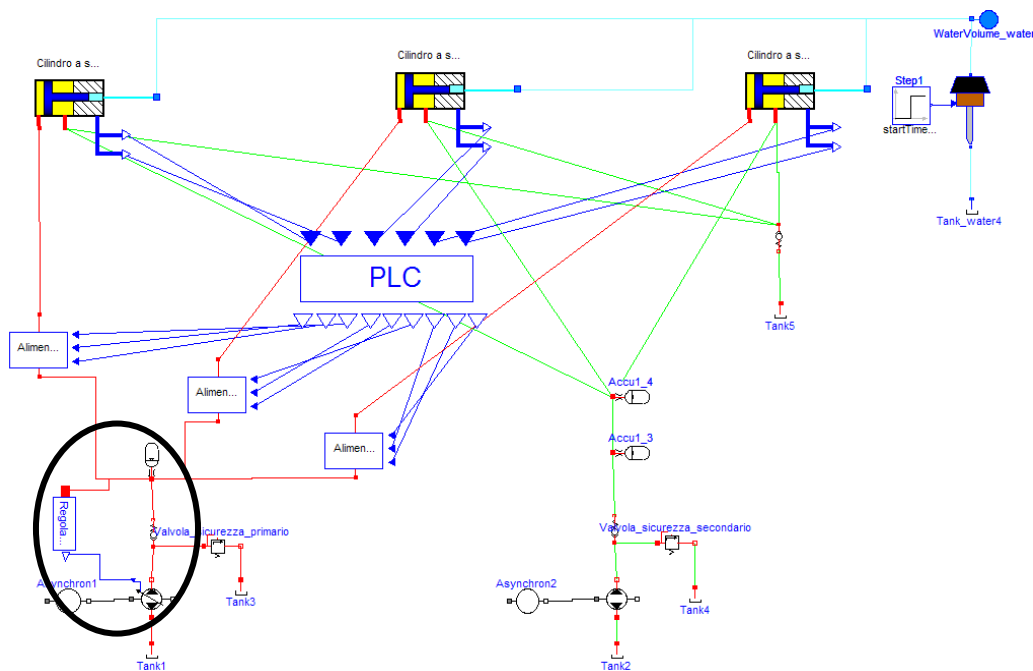 WaterVolume_water
Cilindro a s...
Cilindro a s...
Cilindro a s...
Step1
startTime...
Tank_water4
PLC
Tank5
Alimen...
Alimen...
Alimen...
Accu1_4
Accu1_3
Regola...
Valvola_sicurezza_primario
Valvola_sicurezza_secondario
Asynchron1
Tank3
Asynchron2
Tank4
Tank1
Tank2